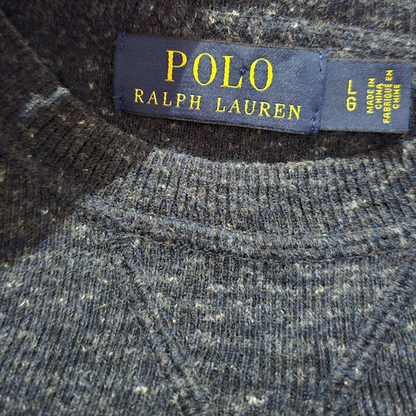 POLO
RALPH LAUREN
L
G
MADE IN
CHINA
FABRIQUÉ EN
CHINE